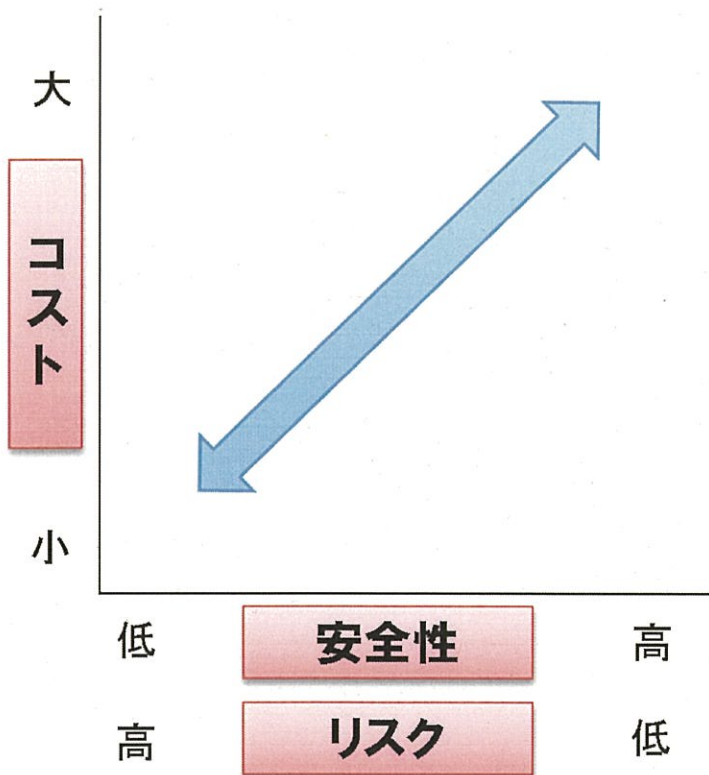 大
コスト
小
低 安全性 高
高 リスク 低